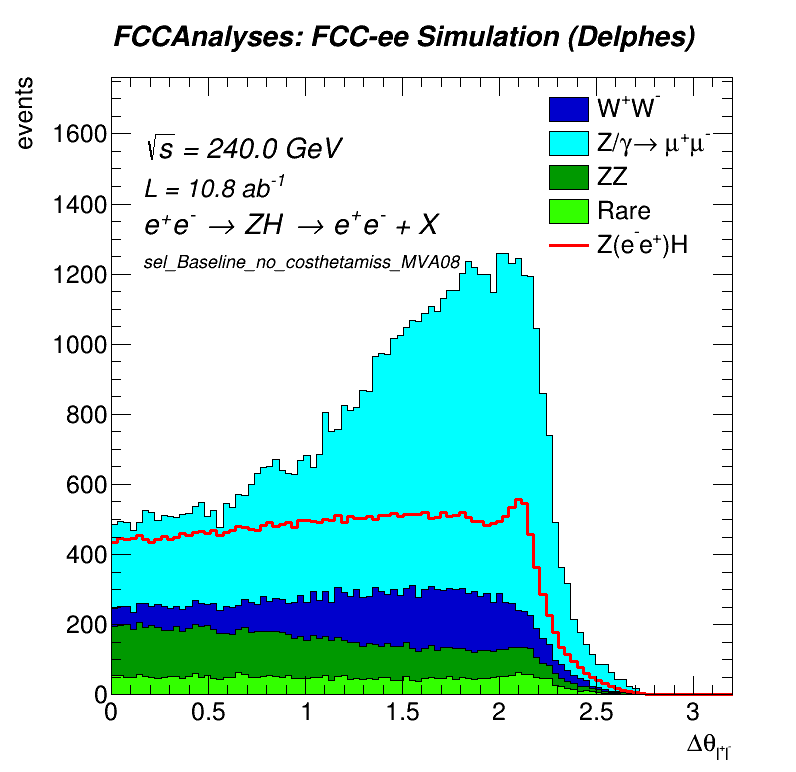 FCCAnalyses: FCC-ee Simulation (Delphes)
events
√s = 240.0 GeV
L = 10.8 ab⁻¹
e⁺e⁻ → ZH → e⁺e⁻ + X
sel_Baseline_no_costhetamiss_MVA08
W⁺W⁻
Z/γ→ μ⁺μ⁻
ZZ
Rare
Z(e⁻e⁺)H
1600
1400
1200
1000
800
600
400
200
0
0 0.5 1 1.5 2 2.5 3
Δθ_l⁺l⁻